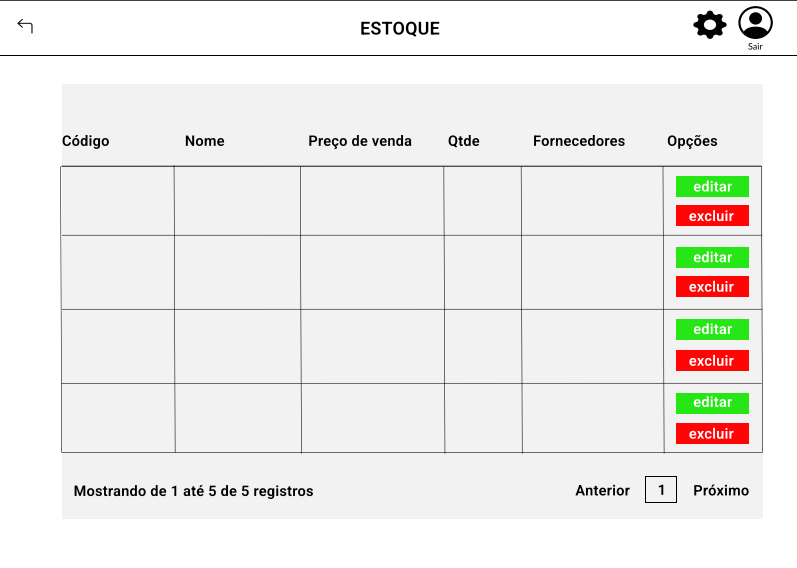 ESTOQUE
Sair
Código Nome Preço de venda Qtde Fornecedores Opções
editar
excluir
editar
excluir
editar
excluir
editar
excluir
Mostrando de 1 até 5 de 5 registros Anterior 1 Próximo